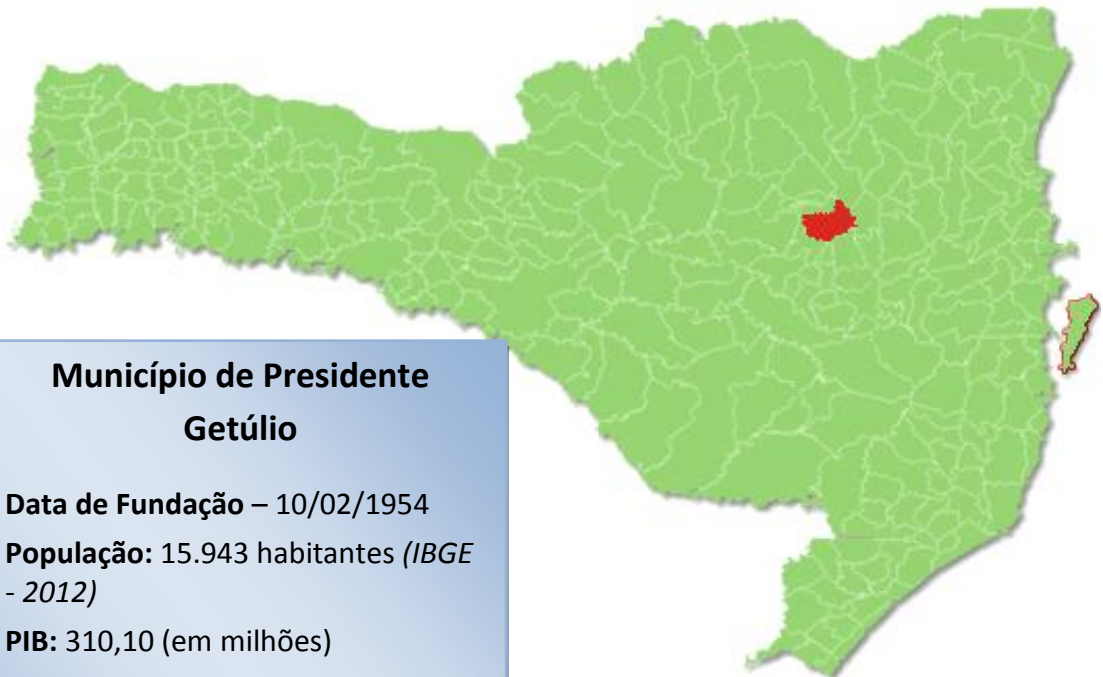 Município de Presidente
Getúlio
Data de Fundação – 10/02/1954
População: 15.943 habitantes (IBGE
- 2012)
PIB: 310,10 (em milhões)